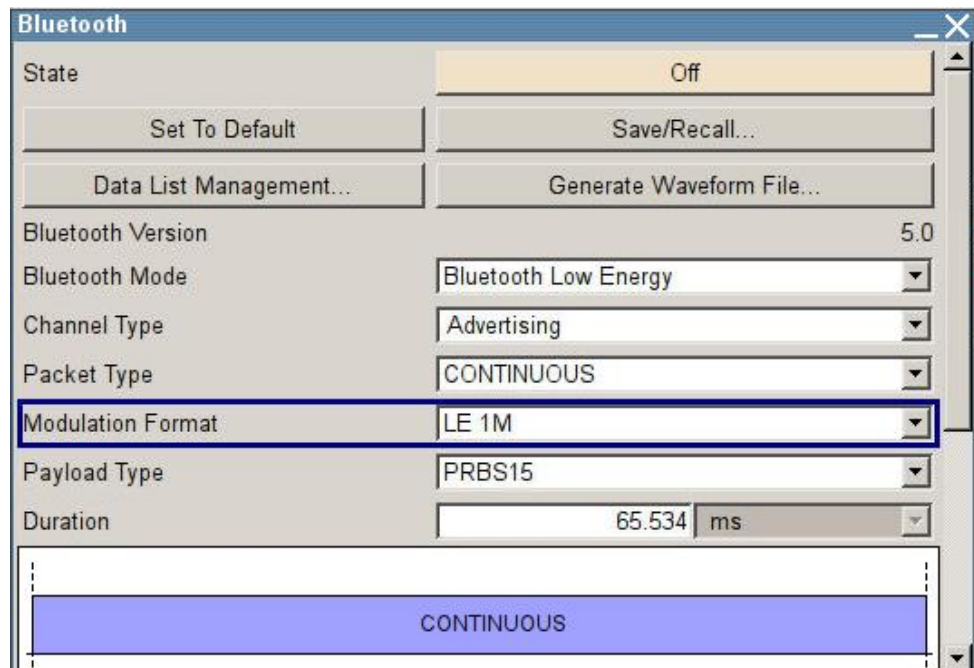 Bluetooth
State Off
Set To Default Save/Recall...
Data List Management... Generate Waveform File...
Bluetooth Version 5.0
Bluetooth Mode Bluetooth Low Energy
Channel Type Advertising
Packet Type CONTINUOUS
Modulation Format LE 1M
Payload Type PRBS15
Duration 65.534 ms
CONTINUOUS